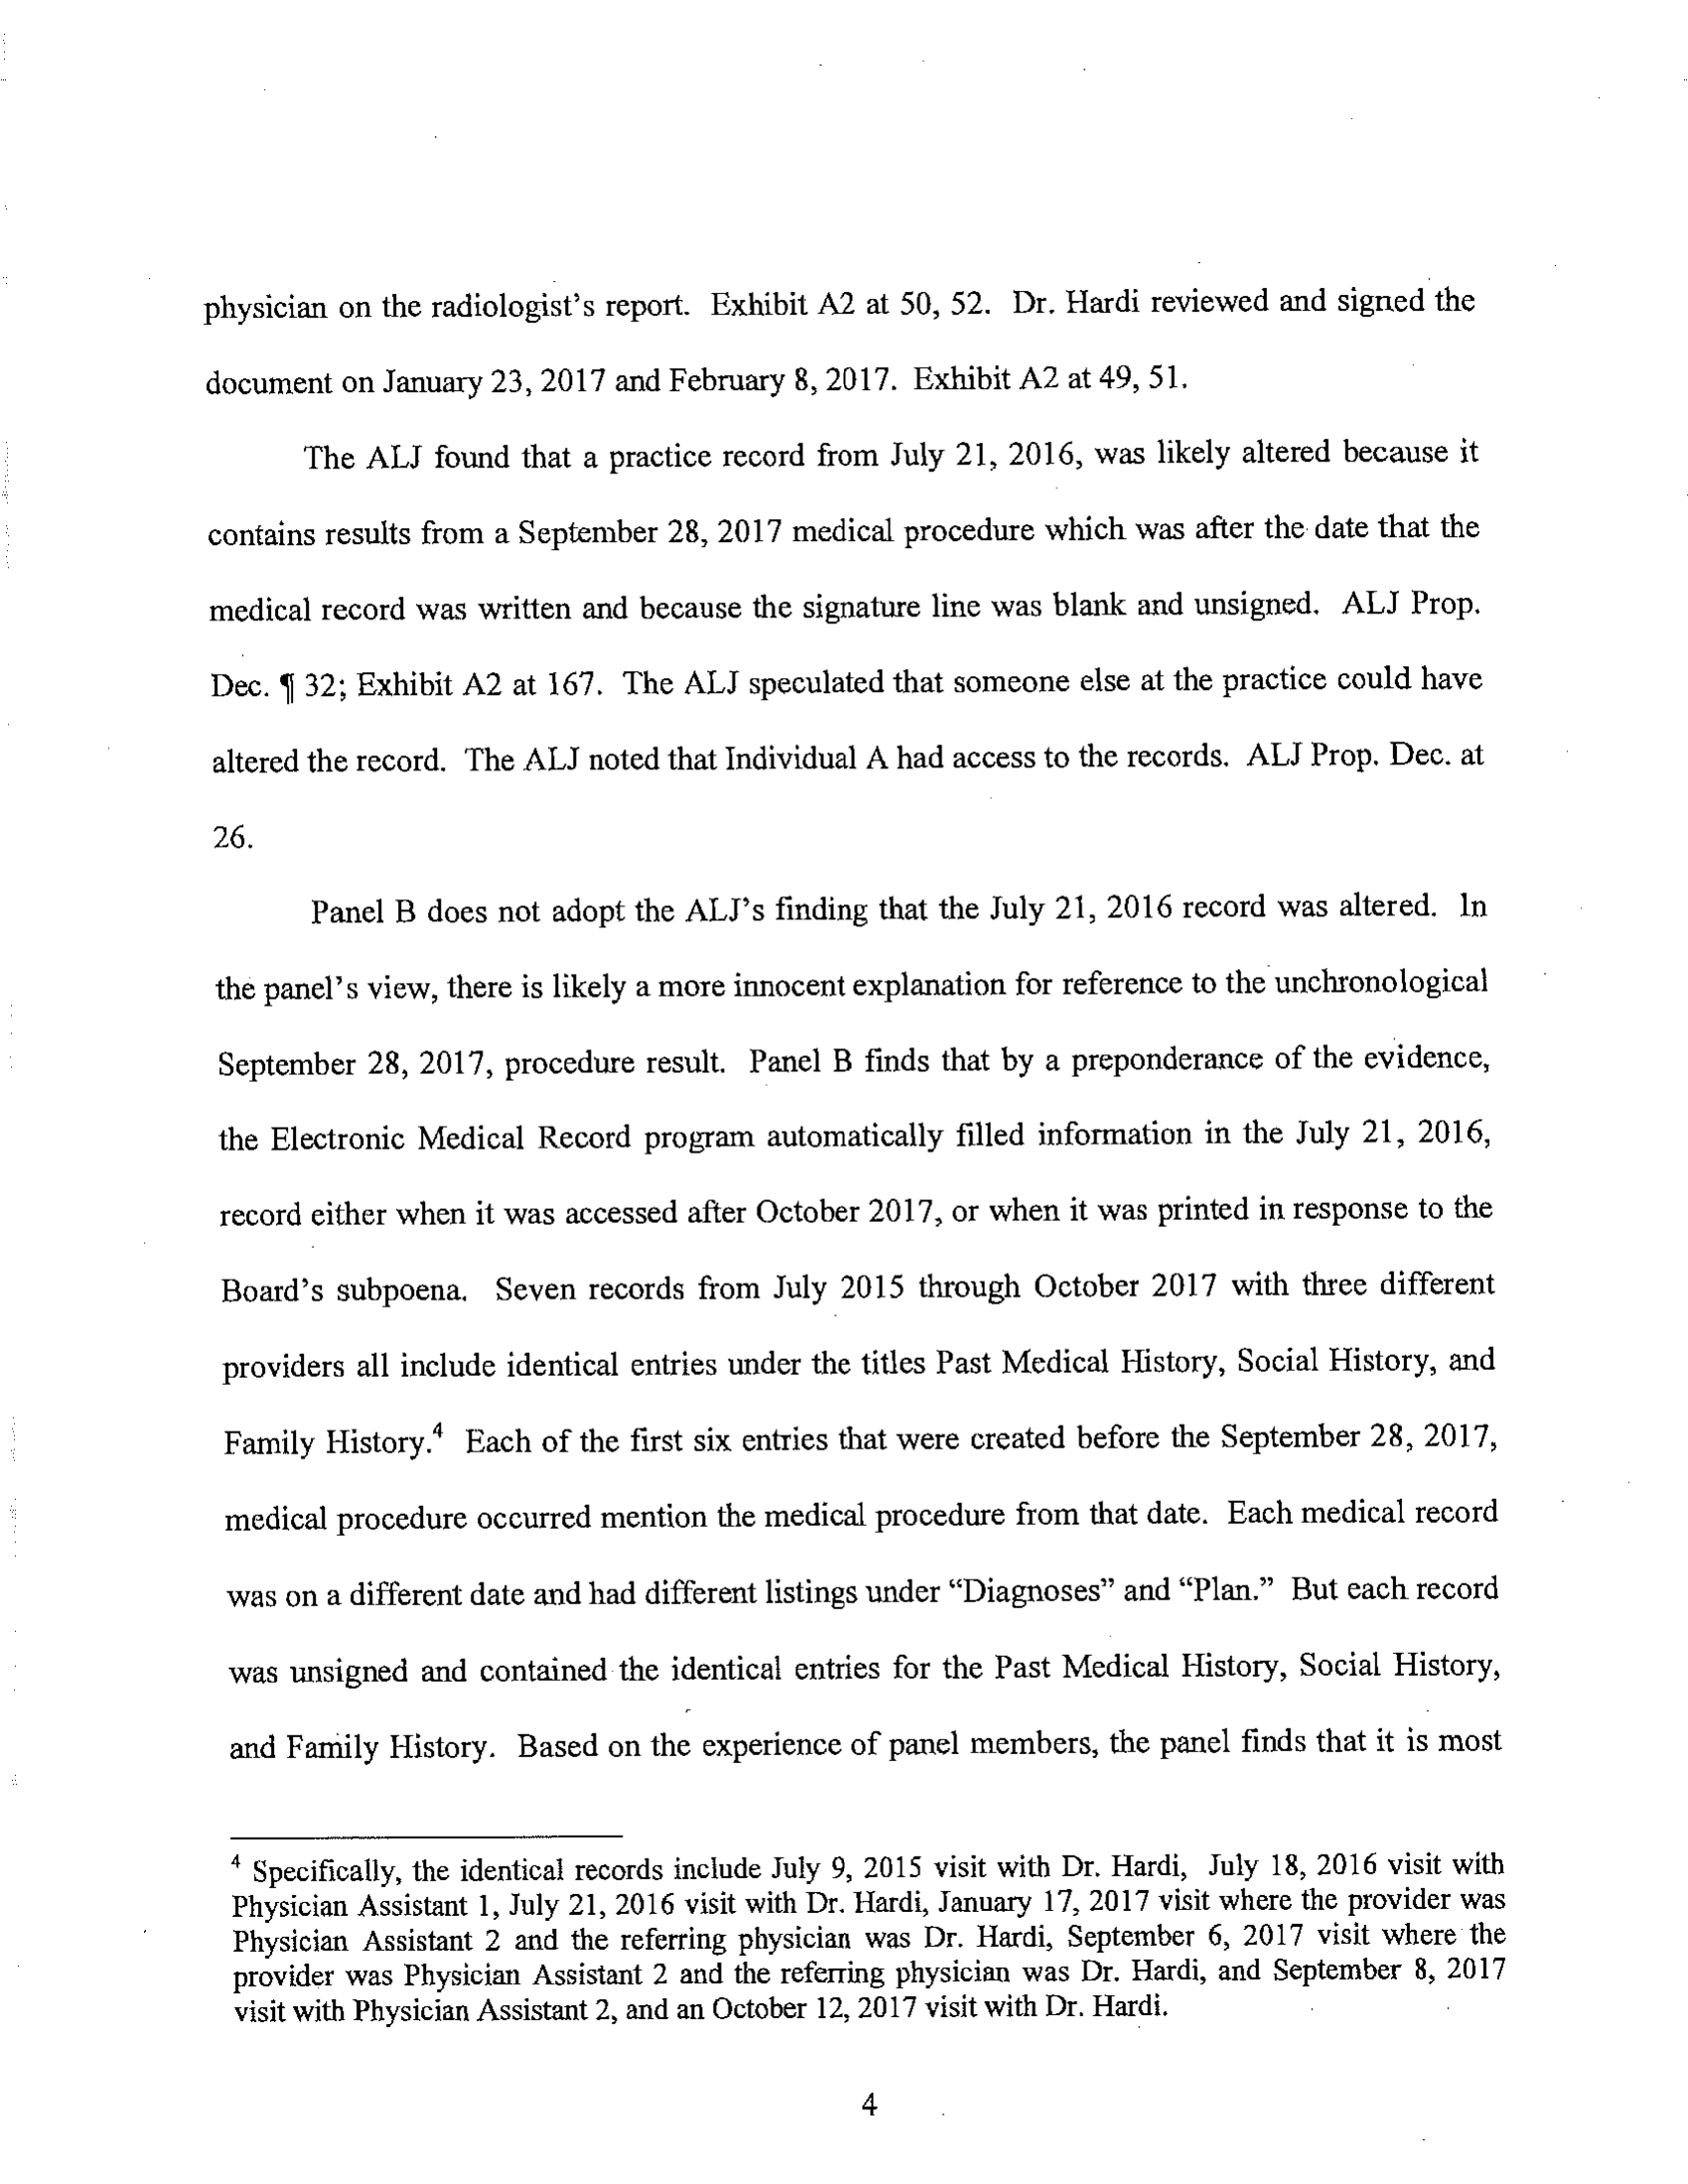 physician on the radiologist's report. Exhibit A2 at 50, 52. Dr. Hardi reviewed and signed the
document on January 23, 2017 and February 8, 2017. Exhibit A2 at 49, 51.
The ALJ found that a practice record from July 21, 2016, was likely altered because it
contains results from a September 28, 2017 medical procedure which was after the date that the
medical record was written and because the signature line was blank and unsigned. ALJ Prop.
Dec. ¶ 32; Exhibit A2 at 167. The ALJ speculated that someone else at the practice could have
altered the record. The ALJ noted that Individual A had access to the records. ALJ Prop. Dec. at
26.
Panel B does not adopt the ALJ's finding that the July 21, 2016 record was altered. In
the panel's view, there is likely a more innocent explanation for reference to the unchronological
September 28, 2017, procedure result. Panel B finds that by a preponderance of the evidence,
the Electronic Medical Record program automatically filled information in the July 21, 2016,
record either when it was accessed after October 2017, or when it was printed in response to the
Board's subpoena. Seven records from July 2015 through October 2017 with three different
providers all include identical entries under the titles Past Medical History, Social History, and
Family History.4 Each of the first six entries that were created before the September 28, 2017,
medical procedure occurred mention the medical procedure from that date. Each medical record
was on a different date and had different listings under “Diagnoses” and “Plan.” But each record
was unsigned and contained the identical entries for the Past Medical History, Social History,
and Family History. Based on the experience of panel members, the panel finds that it is most
4 Specifically, the identical records include July 9, 2015 visit with Dr. Hardi, July 18, 2016 visit with
Physician Assistant 1, July 21, 2016 visit with Dr. Hardi, January 17, 2017 visit where the provider was
Physician Assistant 2 and the referring physician was Dr. Hardi, September 6, 2017 visit where the
provider was Physician Assistant 2 and the referring physician was Dr. Hardi, and September 8, 2017
visit with Physician Assistant 2, and an October 12, 2017 visit with Dr. Hardi.
4